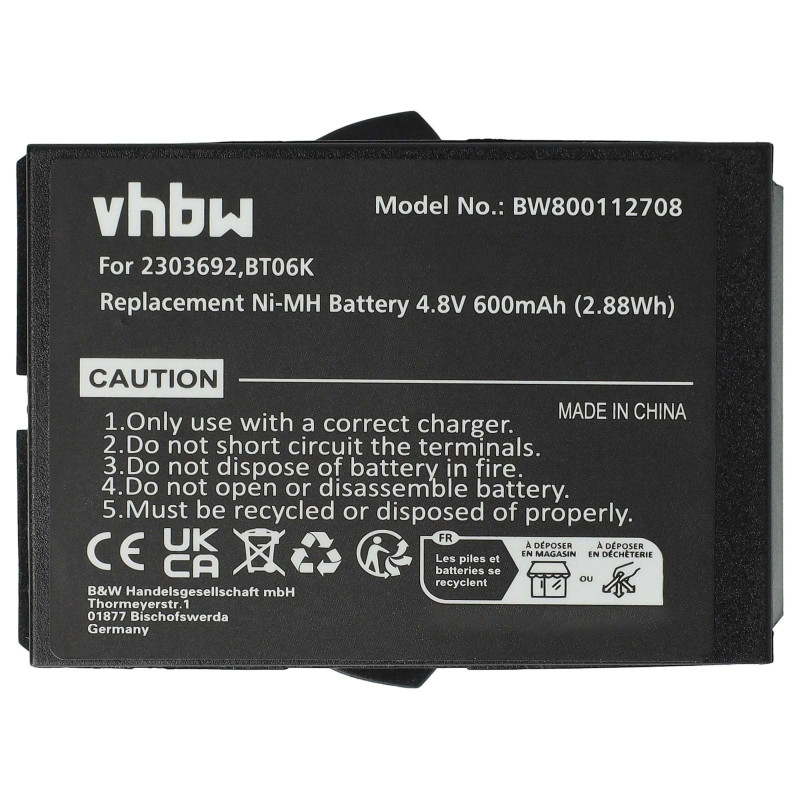 vhbw
Model No.: BW800112708
For 2303692,BT06K
Replacement Ni-MH Battery 4.8V 600mAh (2.88Wh)
CAUTION
MADE IN CHINA
1.Only use with a correct charger.
2.Do not short circuit the terminals.
3.Do not dispose of battery in fire.
4.Do not open or disassemble battery.
5.Must be recycled or disposed of properly.
CE
UK
CA
FR
Les piles et
batteries se
recyclent
À DÉPOSER
EN MAGASIN
OU
À DÉPOSER
EN DÉCHÈTERIE
B&W Handelsgesellschaft mbH
Thormeyerstr.1
01877 Bischofswerda
Germany